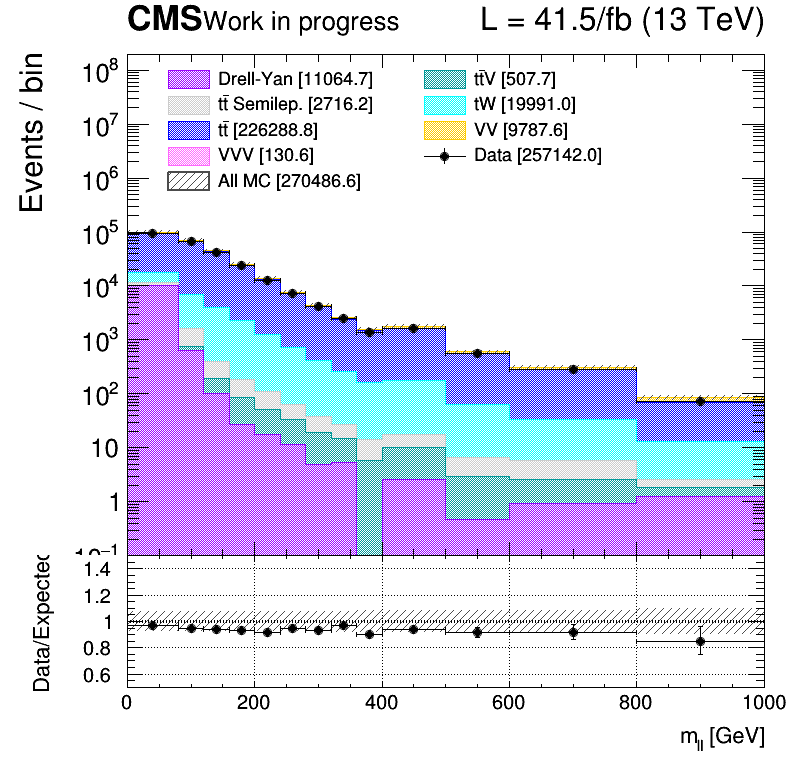 CMS Work in progress L = 41.5/fb (13 TeV)
Events / bin
10⁸
10⁷
10⁶
10⁵
10⁴
10³
10²
10
1
10⁻¹
Drell-Yan [11064.7]
tt̄V [507.7]
tt̄ Semilep. [2716.2]
tW [19991.0]
tt̄ [226288.8]
VV [9787.6]
VVV [130.6]
Data [257142.0]
All MC [270486.6]
Data/Expected
1.4
1.2
1
0.8
0.6
0 200 400 600 800 1000
m_ll [GeV]